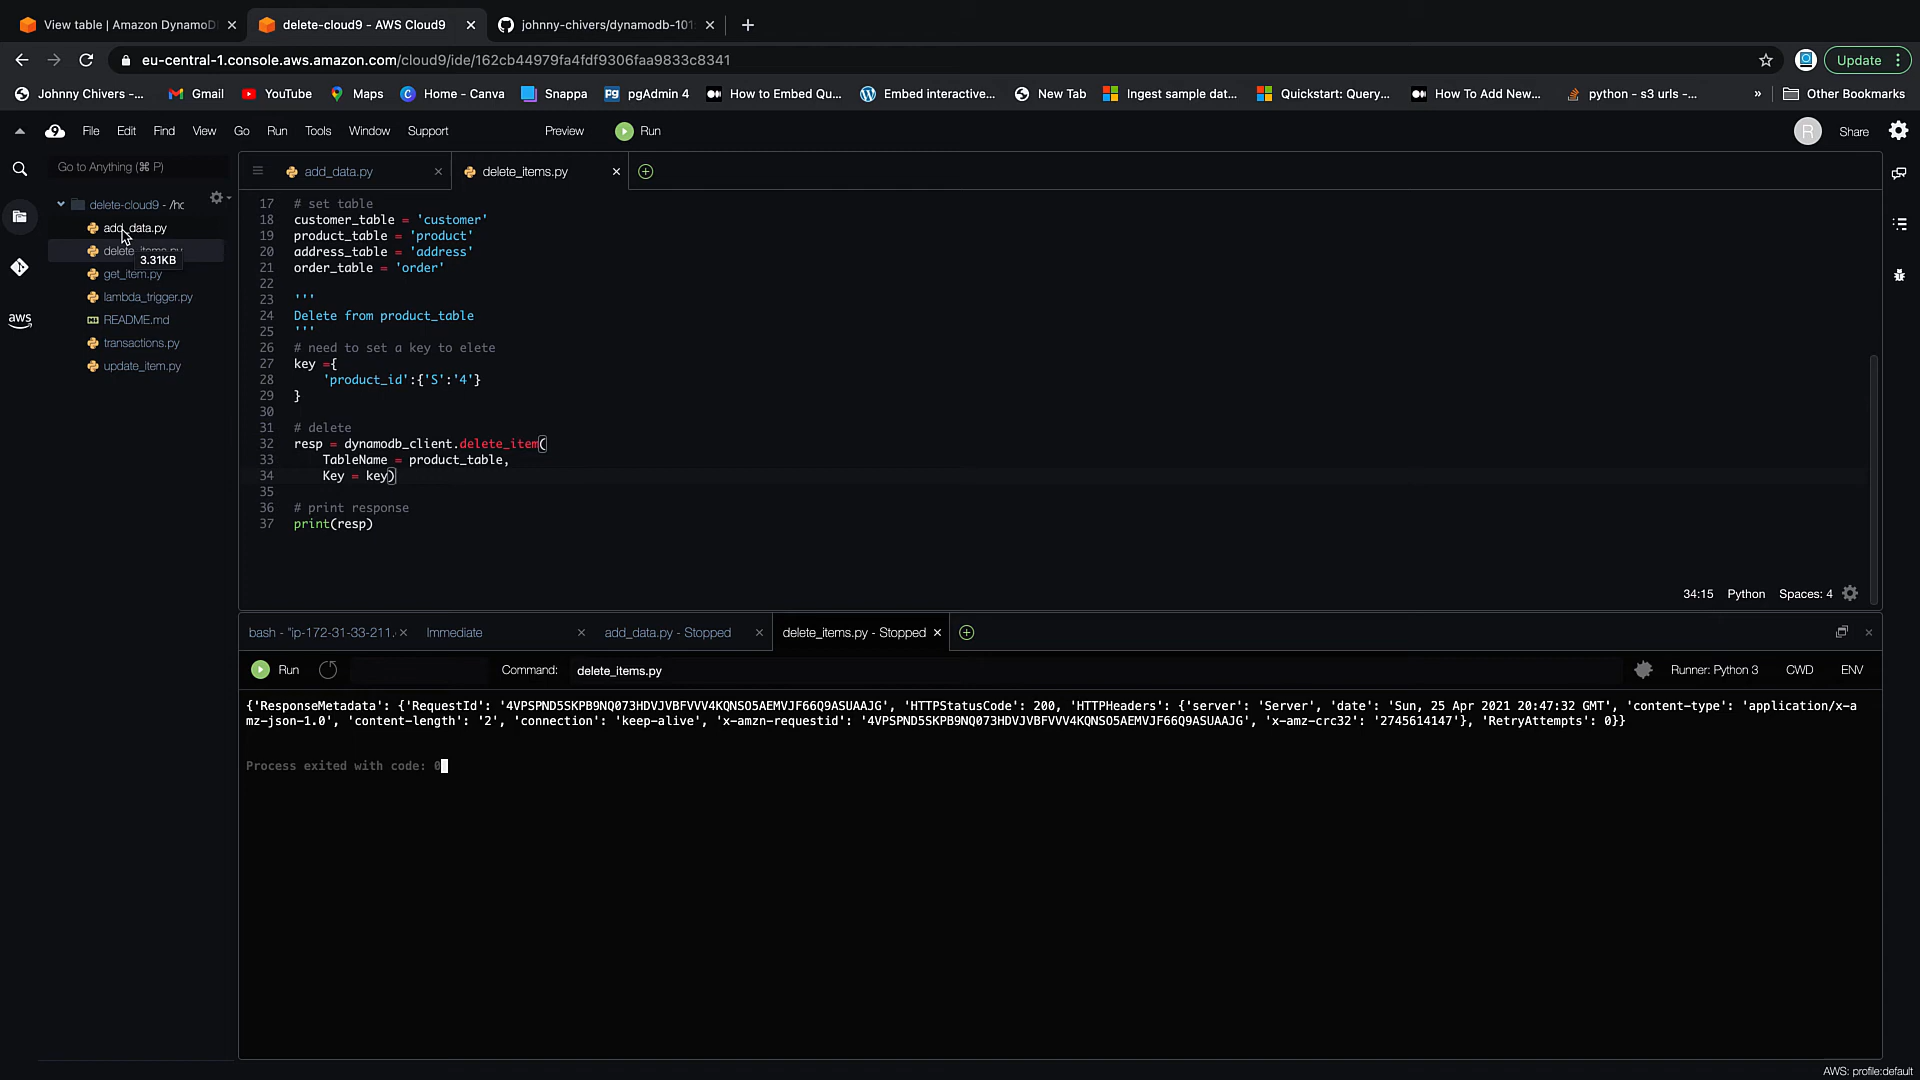 View table | Amazon DynamoD
delete-cloud9 - AWS Cloud9
johnny-chivers/dynamodb-101:
eu-central-1.console.aws.amazon.com/cloud9/ide/162cb44979fa4fdf9306faa9833c8341
Update
Johnny Chivers -...
Gmail
YouTube
Maps
Home - Canva
Snappa
pgAdmin 4
How to Embed Qu...
Embed interactive...
New Tab
Ingest sample dat...
Quickstart: Query...
How To Add New...
python - s3 urls -...
»
Other Bookmarks
9
File
Edit
Find
View
Go
Run
Tools
Window
Support
Preview
Run
R
Share
Go to Anything (⌘ P)
add_data.py
delete_items.py
delete-cloud9 - /hc
add_data.py
delete_items.py
3.31KB
get_item.py
lambda_trigger.py
README.md
transactions.py
update_item.py
aws
17 # set table
18 customer_table = 'customer'
19 product_table = 'product'
20 address_table = 'address'
21 order_table = 'order'
22
23 '''
24 Delete from product_table
25 '''
26 # need to set a key to elete
27 key ={
28     'product_id':{'S':'4'}
29 }
30
31 # delete
32 resp = dynamodb_client.delete_item(
33     TableName = product_table,
34     Key = key)
35
36 # print response
37 print(resp)
34:15 Python Spaces: 4
bash - "ip-172-31-33-211.
Immediate
add_data.py - Stopped
delete_items.py - Stopped
Run
Command:
delete_items.py
Runner: Python 3
CWD
ENV
{'ResponseMetadata': {'RequestId': '4VPSPND5SKPB9NQ073HDVJVBFVVV4KQNSO5AEMVJF66Q9ASUAAJG', 'HTTPStatusCode': 200, 'HTTPHeaders': {'server': 'Server', 'date': 'Sun, 25 Apr 2021 20:47:32 GMT', 'content-type': 'application/x-a
mz-json-1.0', 'content-length': '2', 'connection': 'keep-alive', 'x-amzn-requestid': '4VPSPND5SKPB9NQ073HDVJVBFVVV4KQNSO5AEMVJF66Q9ASUAAJG', 'x-amz-crc32': '2745614147'}, 'RetryAttempts': 0}}
Process exited with code: 0
AWS: profile:default